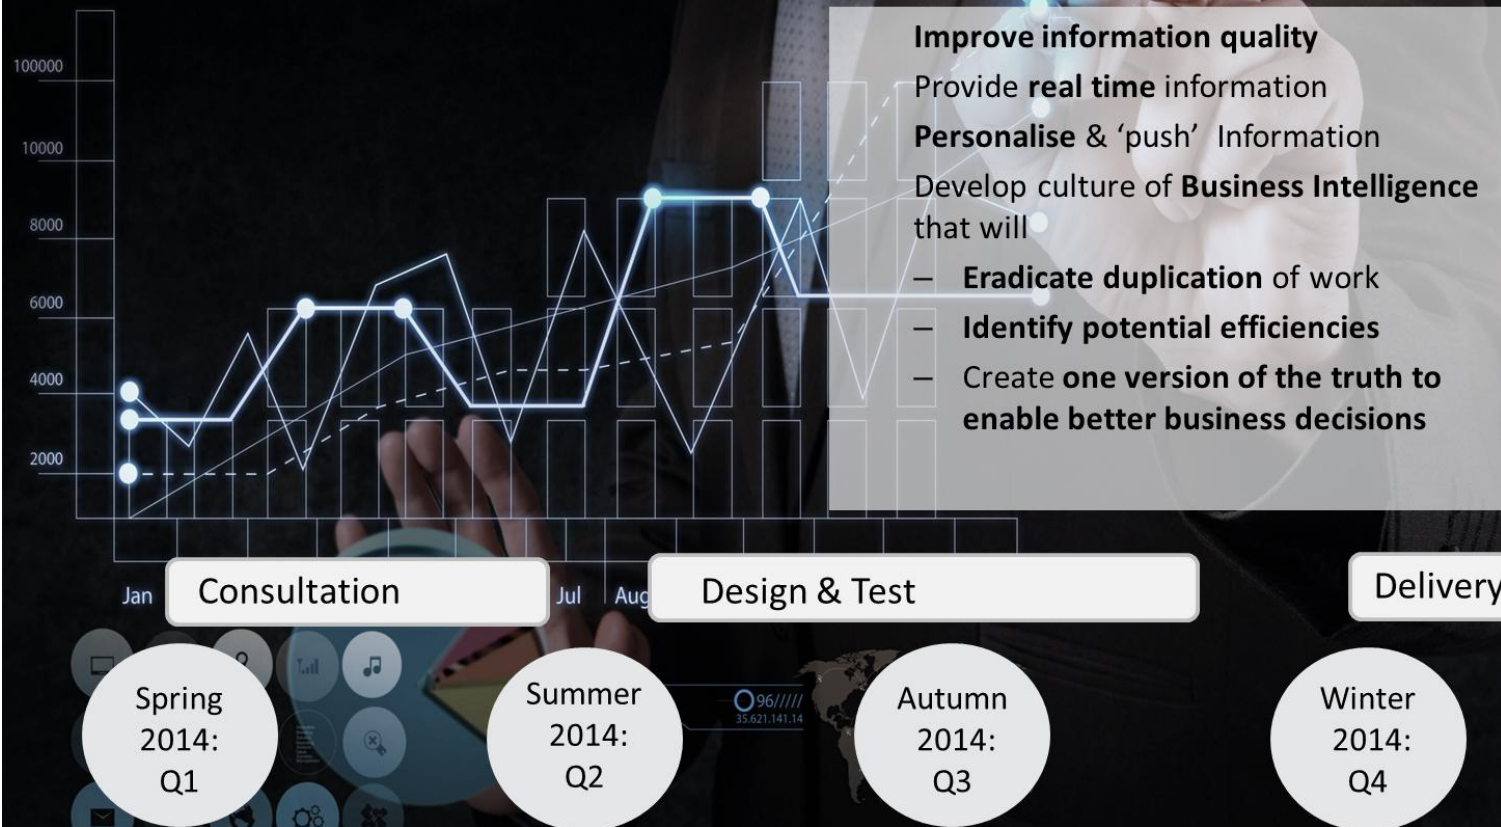 Improve information quality
Provide real time information
Personalise & ‘push’ Information
Develop culture of Business Intelligence
that will
– Eradicate duplication of work
– Identify potential efficiencies
– Create one version of the truth to
enable better business decisions
100000
10000
8000
6000
4000
2000
Jan
Jul
Aug
Consultation
Design & Test
Delivery
96/////
35.621.141.14
Spring
2014:
Q1
Summer
2014:
Q2
Autumn
2014:
Q3
Winter
2014:
Q4